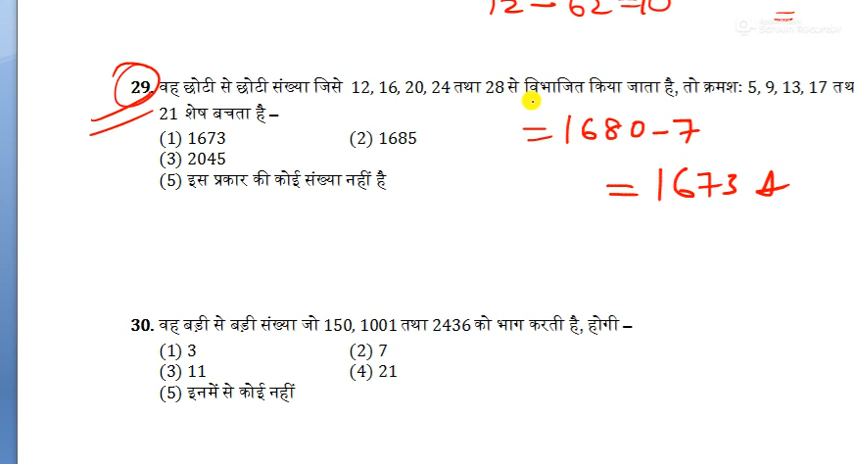 12 - 62 = 10
=
29. वह छोटी से छोटी संख्या जिसे 12, 16, 20, 24 तथा 28 से विभाजित किया जाता है, तो क्रमश: 5, 9, 13, 17 तथ
21 शेष बचता है –
= 1680 - 7
(1) 1673 (2) 1685
(3) 2045
= 1673
(5) इस प्रकार की कोई संख्या नहीं है
30. वह बड़ी से बड़ी संख्या जो 150, 1001 तथा 2436 को भाग करती है, होगी –
(1) 3 (2) 7
(3) 11 (4) 21
(5) इनमें से कोई नहीं